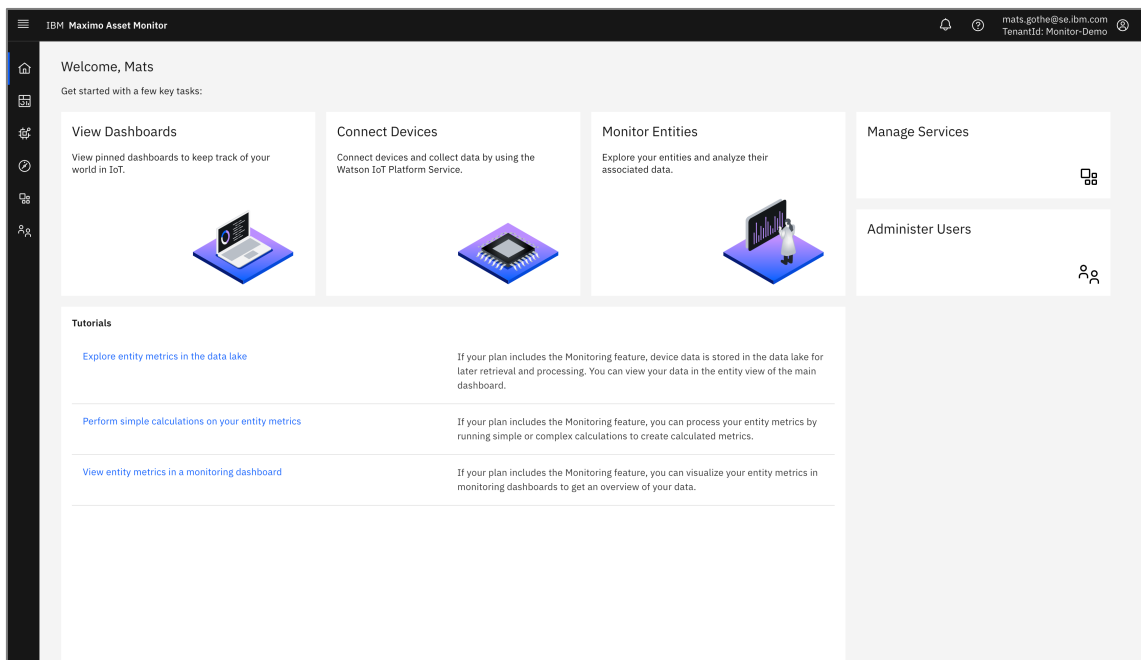 IBM Maximo Asset Monitor
mats.gothe@se.ibm.com
TenantId: Monitor-Demo
Welcome, Mats
Get started with a few key tasks:
View Dashboards
View pinned dashboards to keep track of your
world in IoT.
Connect Devices
Connect devices and collect data by using the
Watson IoT Platform Service.
Monitor Entities
Explore your entities and analyze their
associated data.
Manage Services
Administer Users
Tutorials
Explore entity metrics in the data lake
If your plan includes the Monitoring feature, device data is stored in the data lake for
later retrieval and processing. You can view your data in the entity view of the main
dashboard.
Perform simple calculations on your entity metrics
If your plan includes the Monitoring feature, you can process your entity metrics by
running simple or complex calculations to create calculated metrics.
View entity metrics in a monitoring dashboard
If your plan includes the Monitoring feature, you can visualize your entity metrics in
monitoring dashboards to get an overview of your data.